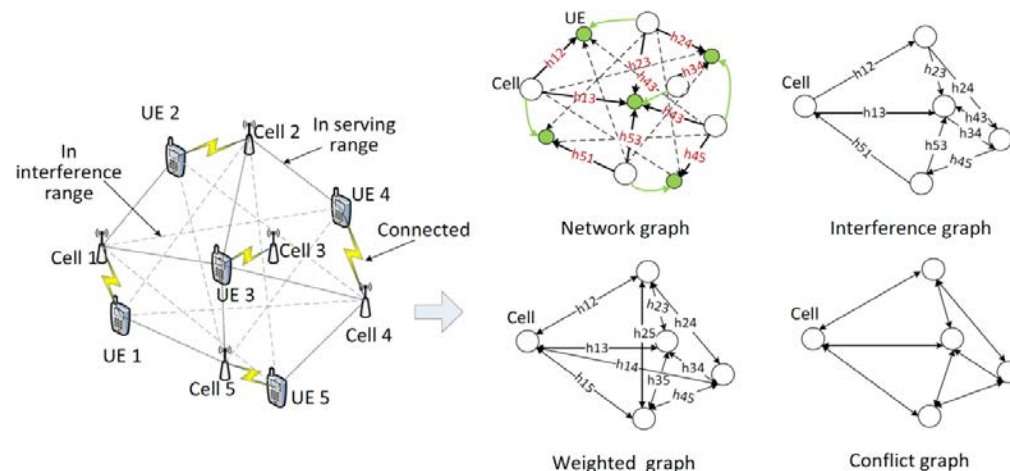 UE 2
Cell 2
In serving
range
In
interference
range
UE 4
Connected
Cell 1
Cell 3
UE 3
Cell 4
UE 1
Cell 5
UE 5
UE
Cell
h12
h24
h23
h34
h43
h13
h43
h53
h51
h45
Network graph
Cell
h12
h23
h24
h13
h43
h34
h53
h45
h51
Interference graph
Cell
h12
h23
h24
h25
h13
h14
h34
h35
h15
h45
Weighted graph
Cell
Conflict graph